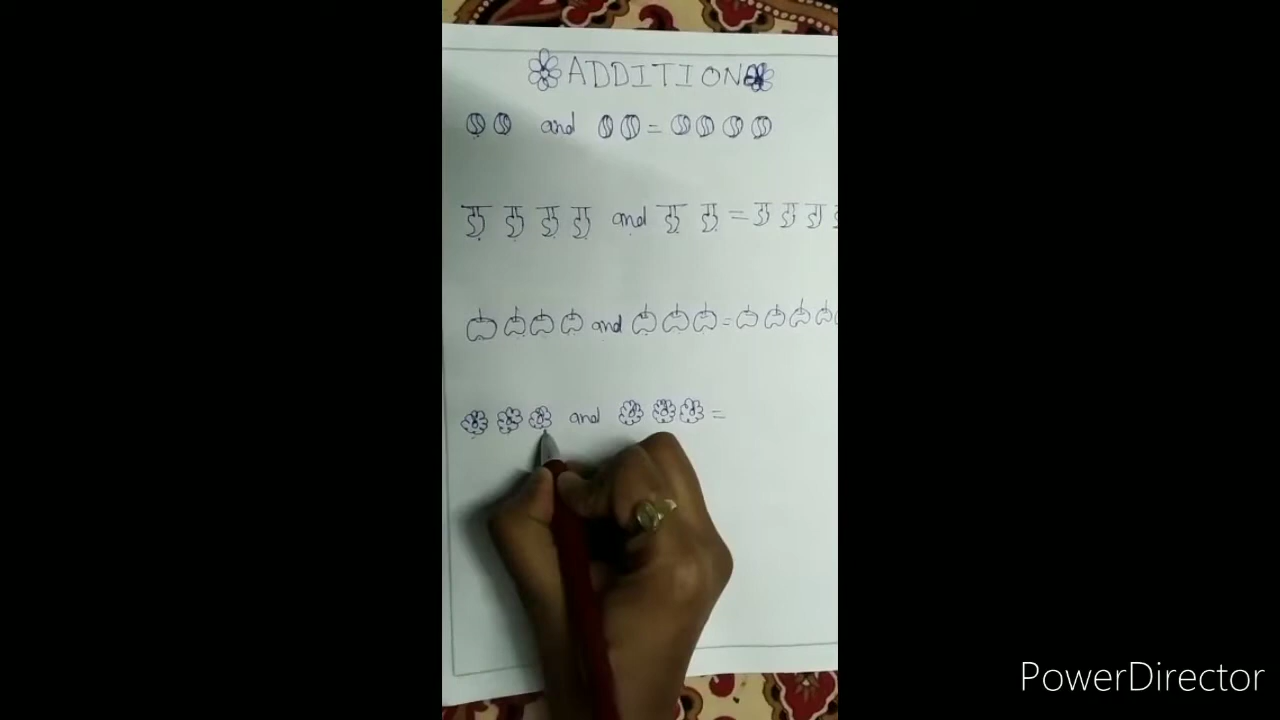 ADDITION
and =
and =
and =
and =
PowerDirector